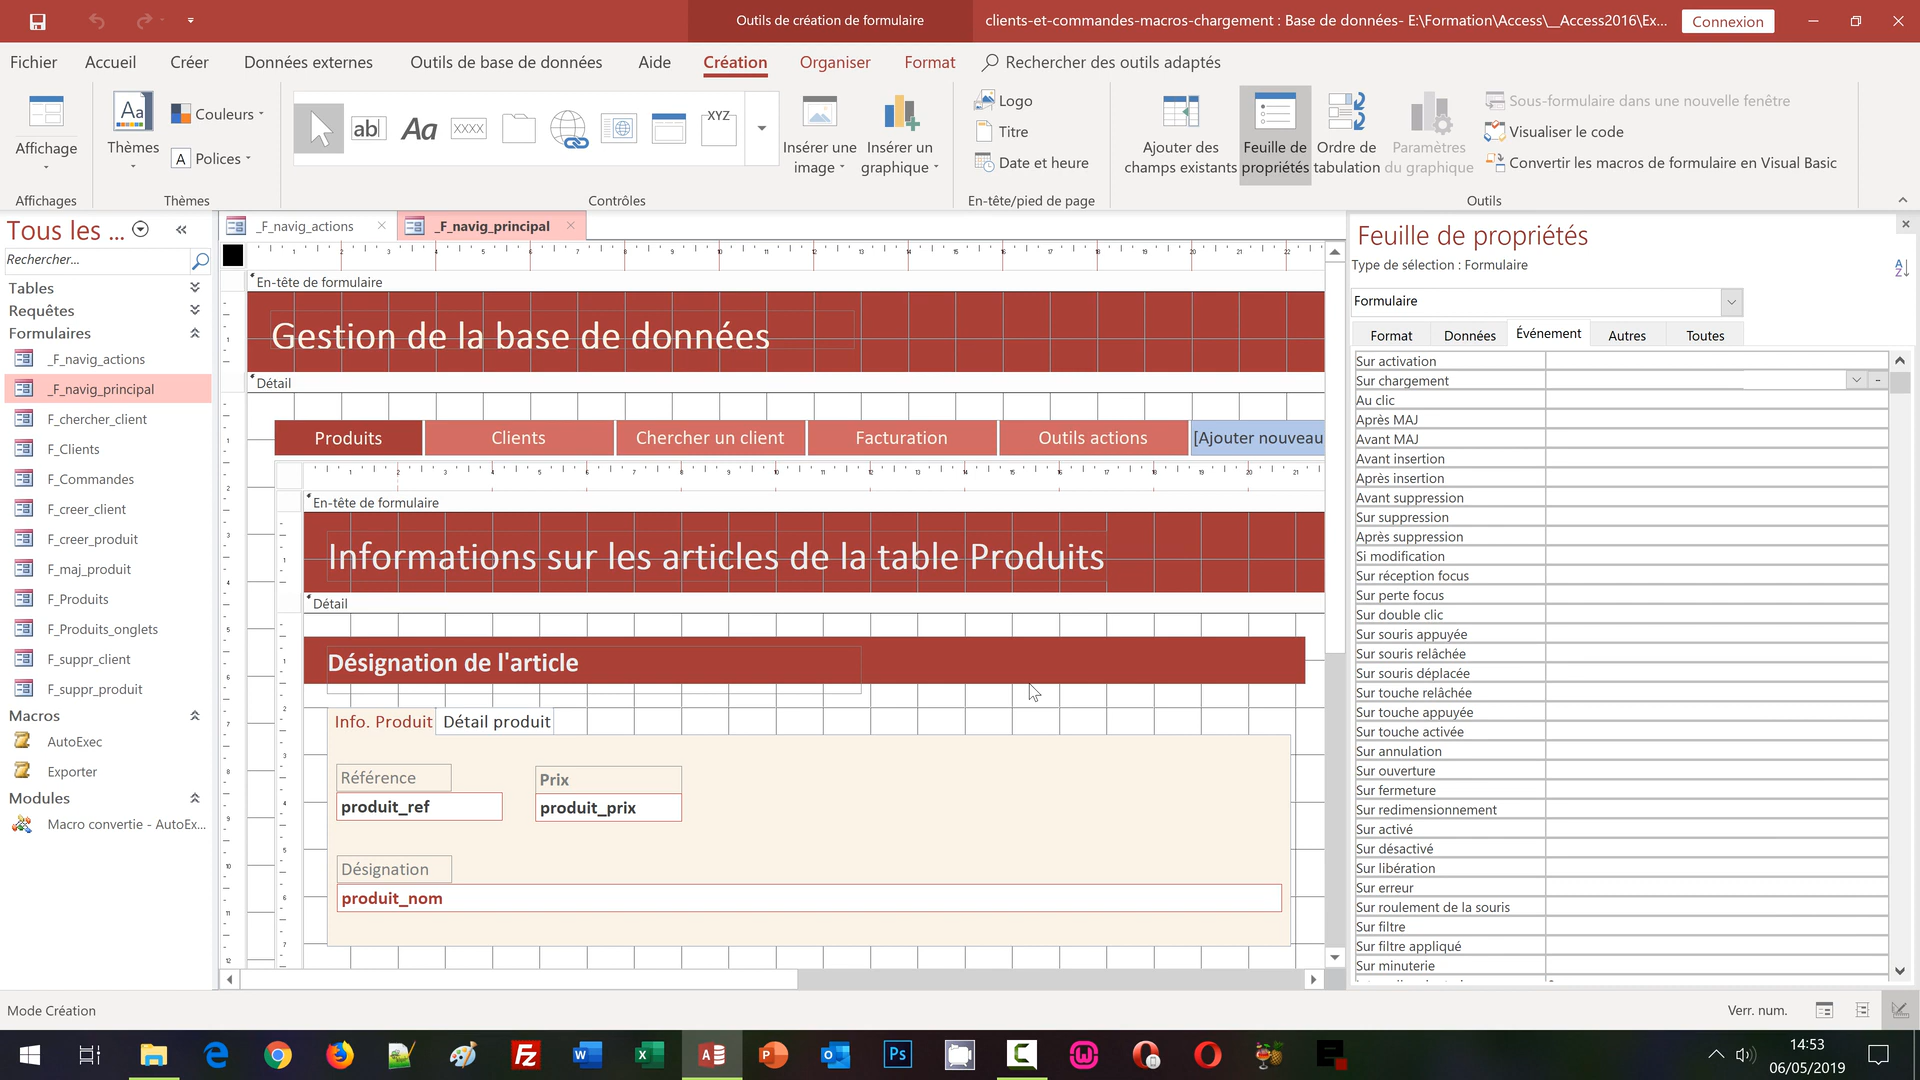 Outils de création de formulaire
clients-et-commandes-macros-chargement : Base de données- E:\Formation\Access\__Access2016\Ex...
Connexion
Fichier
Accueil
Créer
Données externes
Outils de base de données
Aide
Création
Organiser
Format
Rechercher des outils adaptés
Affichage
Aa
Thèmes
Couleurs
A Polices
ab|
Aa
XXXX
XYZ
Insérer une image
Insérer un graphique
Logo
Titre
Date et heure
Ajouter des champs existants
Feuille de propriétés
Ordre de tabulation
Paramètres du graphique
Sous-formulaire dans une nouvelle fenêtre
Visualiser le code
Convertir les macros de formulaire en Visual Basic
Affichages
Thèmes
Contrôles
En-tête/pied de page
Outils
Tous les ...
Rechercher...
Tables
Requêtes
Formulaires
_F_navig_actions
_F_navig_principal
F_chercher_client
F_Clients
F_Commandes
F_creer_client
F_creer_produit
F_maj_produit
F_Produits
F_Produits_onglets
F_suppr_client
F_suppr_produit
Macros
AutoExec
Exporter
Modules
Macro convertie - AutoEx...
_F_navig_actions
_F_navig_principal
En-tête de formulaire
Gestion de la base de données
Détail
Produits
Clients
Chercher un client
Facturation
Outils actions
[Ajouter nouveau
En-tête de formulaire
Informations sur les articles de la table Produits
Détail
Désignation de l'article
Info. Produit
Détail produit
Référence
Prix
produit_ref
produit_prix
Désignation
produit_nom
Feuille de propriétés
Type de sélection : Formulaire
Formulaire
Format
Données
Événement
Autres
Toutes
Sur activation
Sur chargement
Au clic
Après MAJ
Avant MAJ
Avant insertion
Après insertion
Avant suppression
Sur suppression
Après suppression
Si modification
Sur réception focus
Sur perte focus
Sur double clic
Sur souris appuyée
Sur souris relâchée
Sur souris déplacée
Sur touche relâchée
Sur touche appuyée
Sur touche activée
Sur annulation
Sur ouverture
Sur fermeture
Sur redimensionnement
Sur activé
Sur désactivé
Sur libération
Sur erreur
Sur roulement de la souris
Sur filtre
Sur filtre appliqué
Sur minuterie
Mode Création
Verr. num.
14:53
06/05/2019